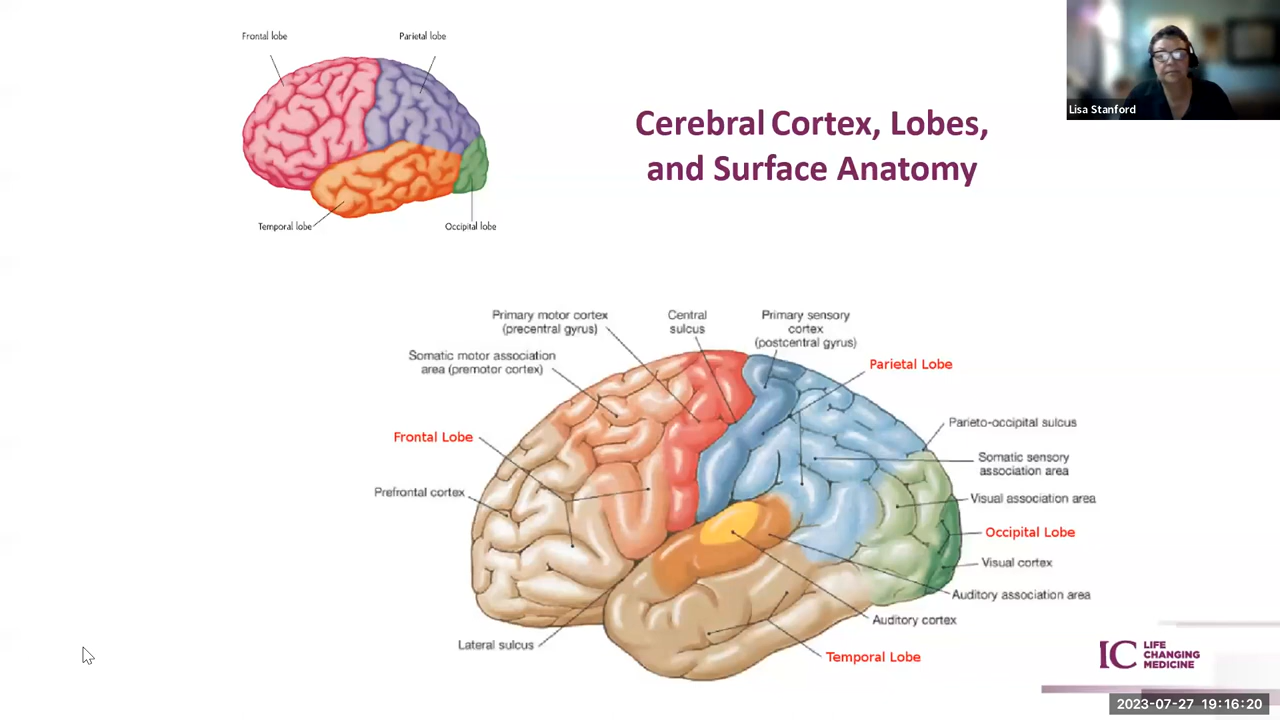 Frontal lobe
Parietal lobe
Temporal lobe
Occipital lobe
Lisa Stanford
Cerebral Cortex, Lobes,
and Surface Anatomy
Primary motor cortex
(precentral gyrus)
Central
sulcus
Primary sensory
cortex
(postcentral gyrus)
Somatic motor association
area (premotor cortex)
Parietal Lobe
Frontal Lobe
Parieto-occipital sulcus
Somatic sensory
association area
Prefrontal cortex
Visual association area
Occipital Lobe
Visual cortex
Auditory association area
Auditory cortex
Lateral sulcus
Temporal Lobe
IC
LIFE
CHANGING
MEDICINE
2023-07-27 19:16:20